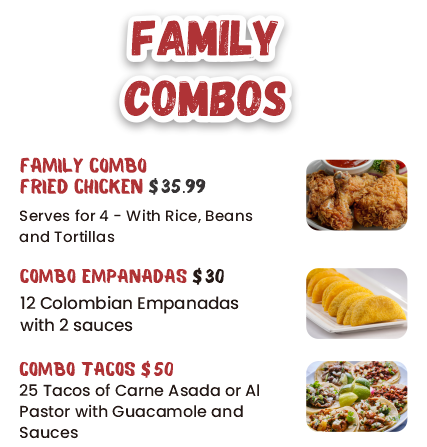 FAMILY
COMBOS
FAMILY COMBO
FRIED CHICKEN $35.99
Serves for 4 - With Rice, Beans
and Tortillas
COMBO EMPANADAS $30
12 Colombian Empanadas
with 2 sauces
COMBO TACOS $50
25 Tacos of Carne Asada or Al
Pastor with Guacamole and
Sauces